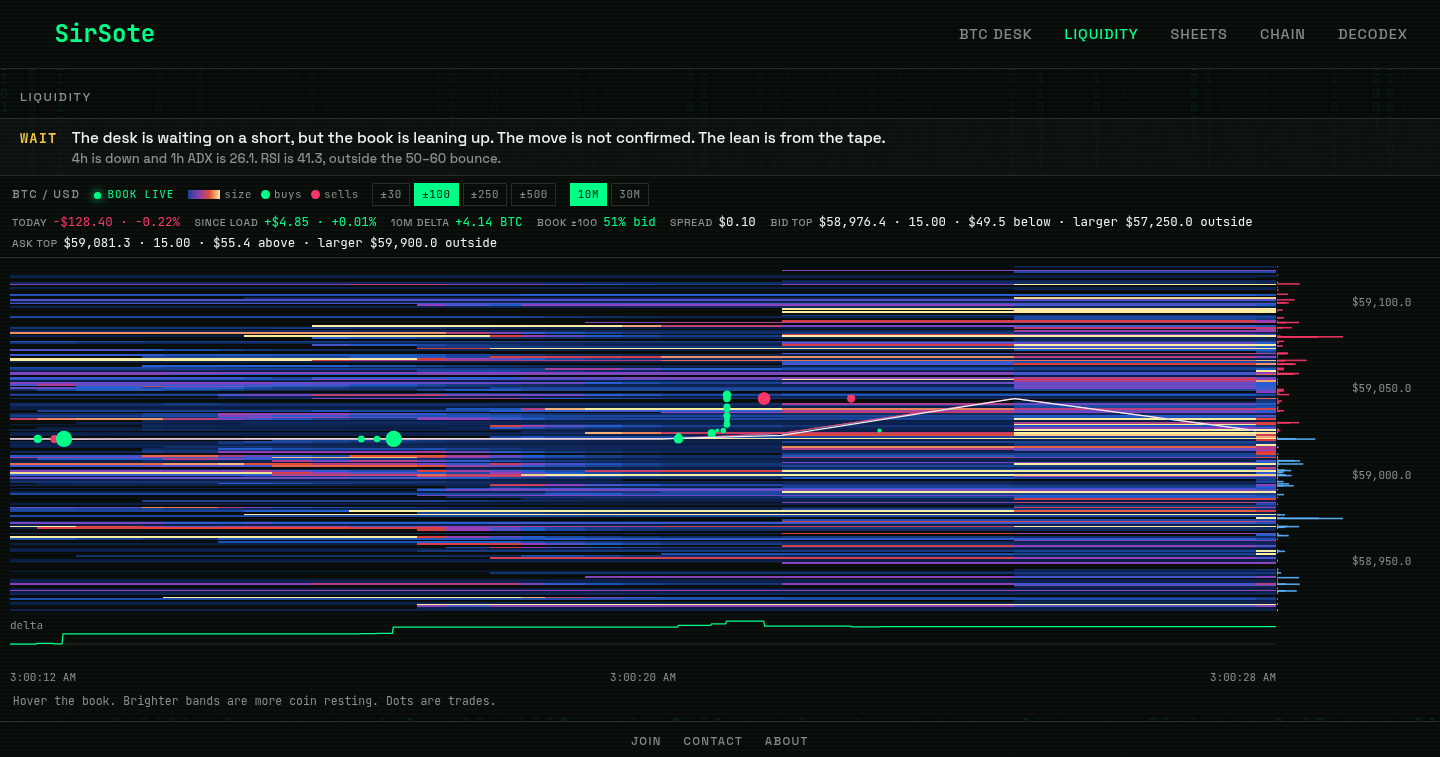 SirSote
BTC DESK LIQUIDITY SHEETS CHAIN DECODEX
LIQUIDITY
WAIT The desk is waiting on a short, but the book is leaning up. The move is not confirmed. The lean is from the tape.
4h is down and 1h ADX is 26.1. RSI is 41.3, outside the 50–60 bounce.
BTC / USD BOOK LIVE size buys sells ±30 ±100 ±250 ±500 10M 30M
TODAY -$128.40 · -0.22% SINCE LOAD +$4.85 · +0.01% 10M DELTA +4.14 BTC BOOK ±100 51% bid SPREAD $0.10 BID TOP $58,976.4 · 15.00 · $49.5 below · larger $57,250.0 outside
ASK TOP $59,081.3 · 15.00 · $55.4 above · larger $59,900.0 outside
$59,100.0
$59,050.0
$59,000.0
$58,950.0
delta
3:00:12 AM 3:00:20 AM 3:00:28 AM
Hover the book. Brighter bands are more coin resting. Dots are trades.
JOIN CONTACT ABOUT